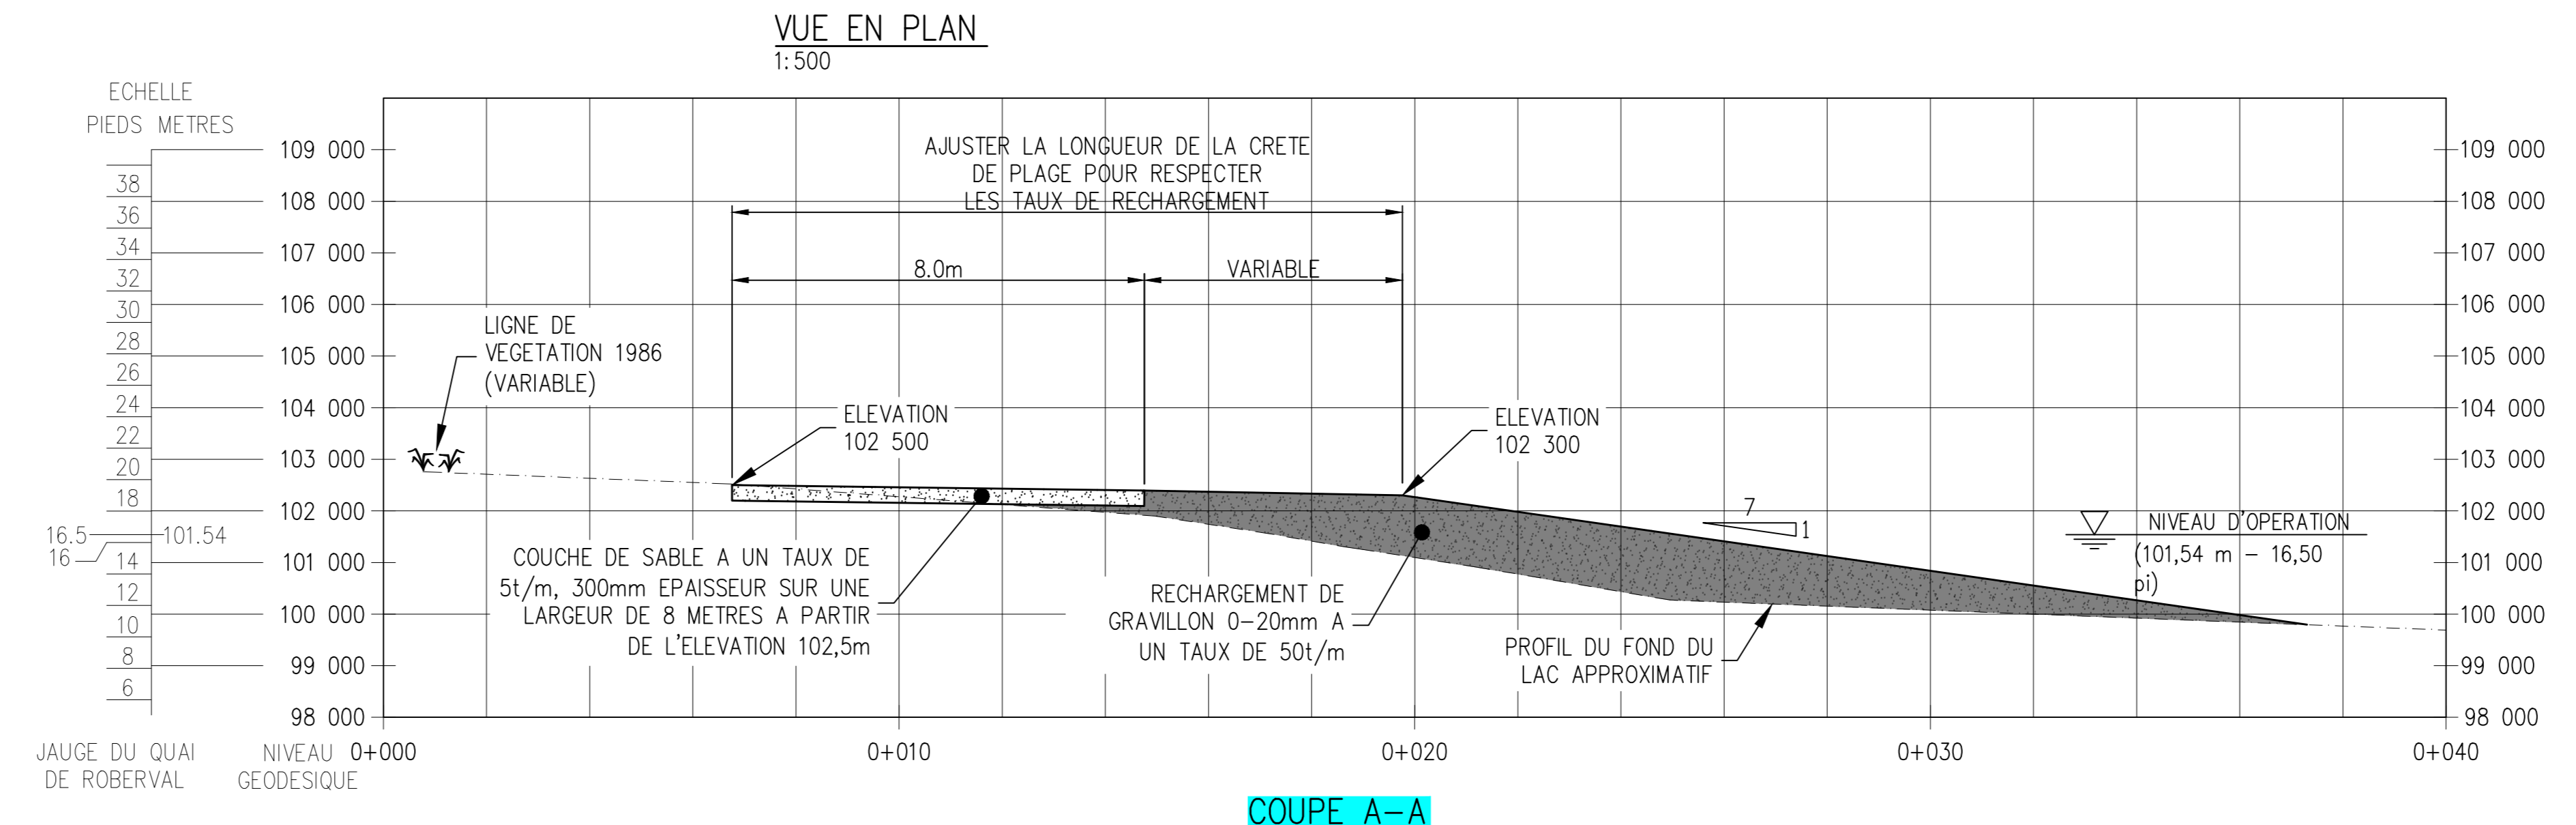 VUE EN PLAN
1:500
ECHELLE
PIEDS METRES
38
36
34
32
30
28
26
24
22
20
18
16.5
101.54
16
14
12
10
8
6
JAUGE DU QUAI
DE ROBERVAL
109 000
108 000
107 000
106 000
105 000
104 000
103 000
102 000
101 000
100 000
99 000
98 000
NIVEAU
GEODESIQUE
AJUSTER LA LONGUEUR DE LA CRETE
DE PLAGE POUR RESPECTER
LES TAUX DE RECHARGEMENT
8.0m
VARIABLE
LIGNE DE
VEGETATION 1986
(VARIABLE)
ELEVATION
102 500
ELEVATION
102 300
7
1
NIVEAU D'OPERATION
(101,54 m – 16,50
pi)
COUCHE DE SABLE A UN TAUX DE
5t/m, 300mm EPAISSEUR SUR UNE
LARGEUR DE 8 METRES A PARTIR
DE L'ELEVATION 102,5m
RECHARGEMENT DE
GRAVILLON 0-20mm A
UN TAUX DE 50t/m
PROFIL DU FOND DU
LAC APPROXIMATIF
109 000
108 000
107 000
106 000
105 000
104 000
103 000
102 000
101 000
100 000
99 000
98 000
0+000
0+010
0+020
0+030
0+040
COUPE A-A